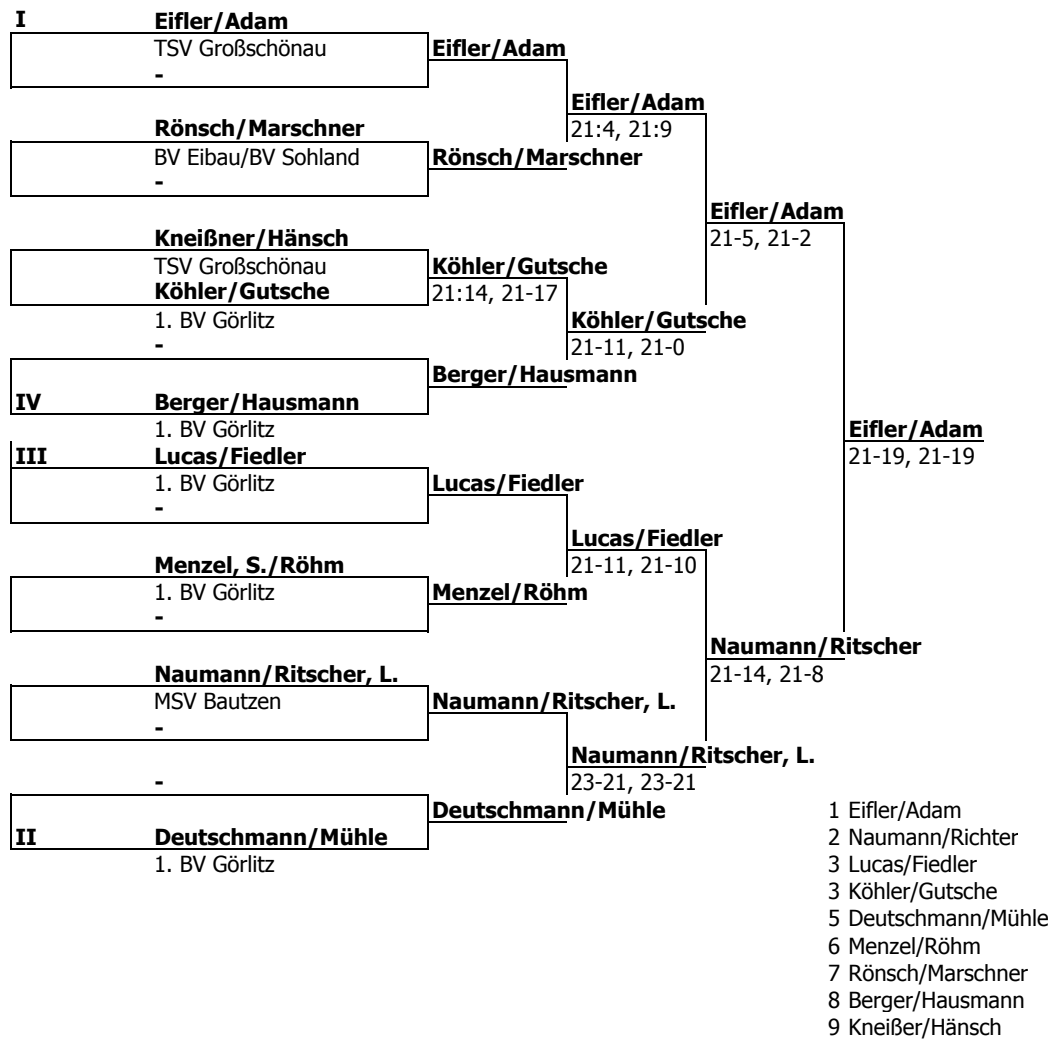 I Eifler/Adam
TSV Großschönau Eifler/Adam
-
Eifler/Adam
Rönsch/Marschner 21:4, 21:9
BV Eibau/BV Sohland Rönsch/Marschner
-
Eifler/Adam
Kneißner/Hänsch 21-5, 21-2
TSV Großschönau Köhler/Gutsche
Köhler/Gutsche 21:14, 21-17
1. BV Görlitz Köhler/Gutsche
- 21-11, 21-0
Berger/Hausmann
IV Berger/Hausmann
1. BV Görlitz Eifler/Adam
III Lucas/Fiedler 21-19, 21-19
1. BV Görlitz Lucas/Fiedler
-
Lucas/Fiedler
Menzel, S./Röhm 21-11, 21-10
1. BV Görlitz Menzel/Röhm
-
Naumann/Ritscher
Naumann/Ritscher, L. 21-14, 21-8
MSV Bautzen Naumann/Ritscher, L.
-
Naumann/Ritscher, L.
- 23-21, 23-21
Deutschmann/Mühle 1 Eifler/Adam
II Deutschmann/Mühle 2 Naumann/Richter
1. BV Görlitz 3 Lucas/Fiedler
3 Köhler/Gutsche
5 Deutschmann/Mühle
6 Menzel/Röhm
7 Rönsch/Marschner
8 Berger/Hausmann
9 Kneißer/Hänsch